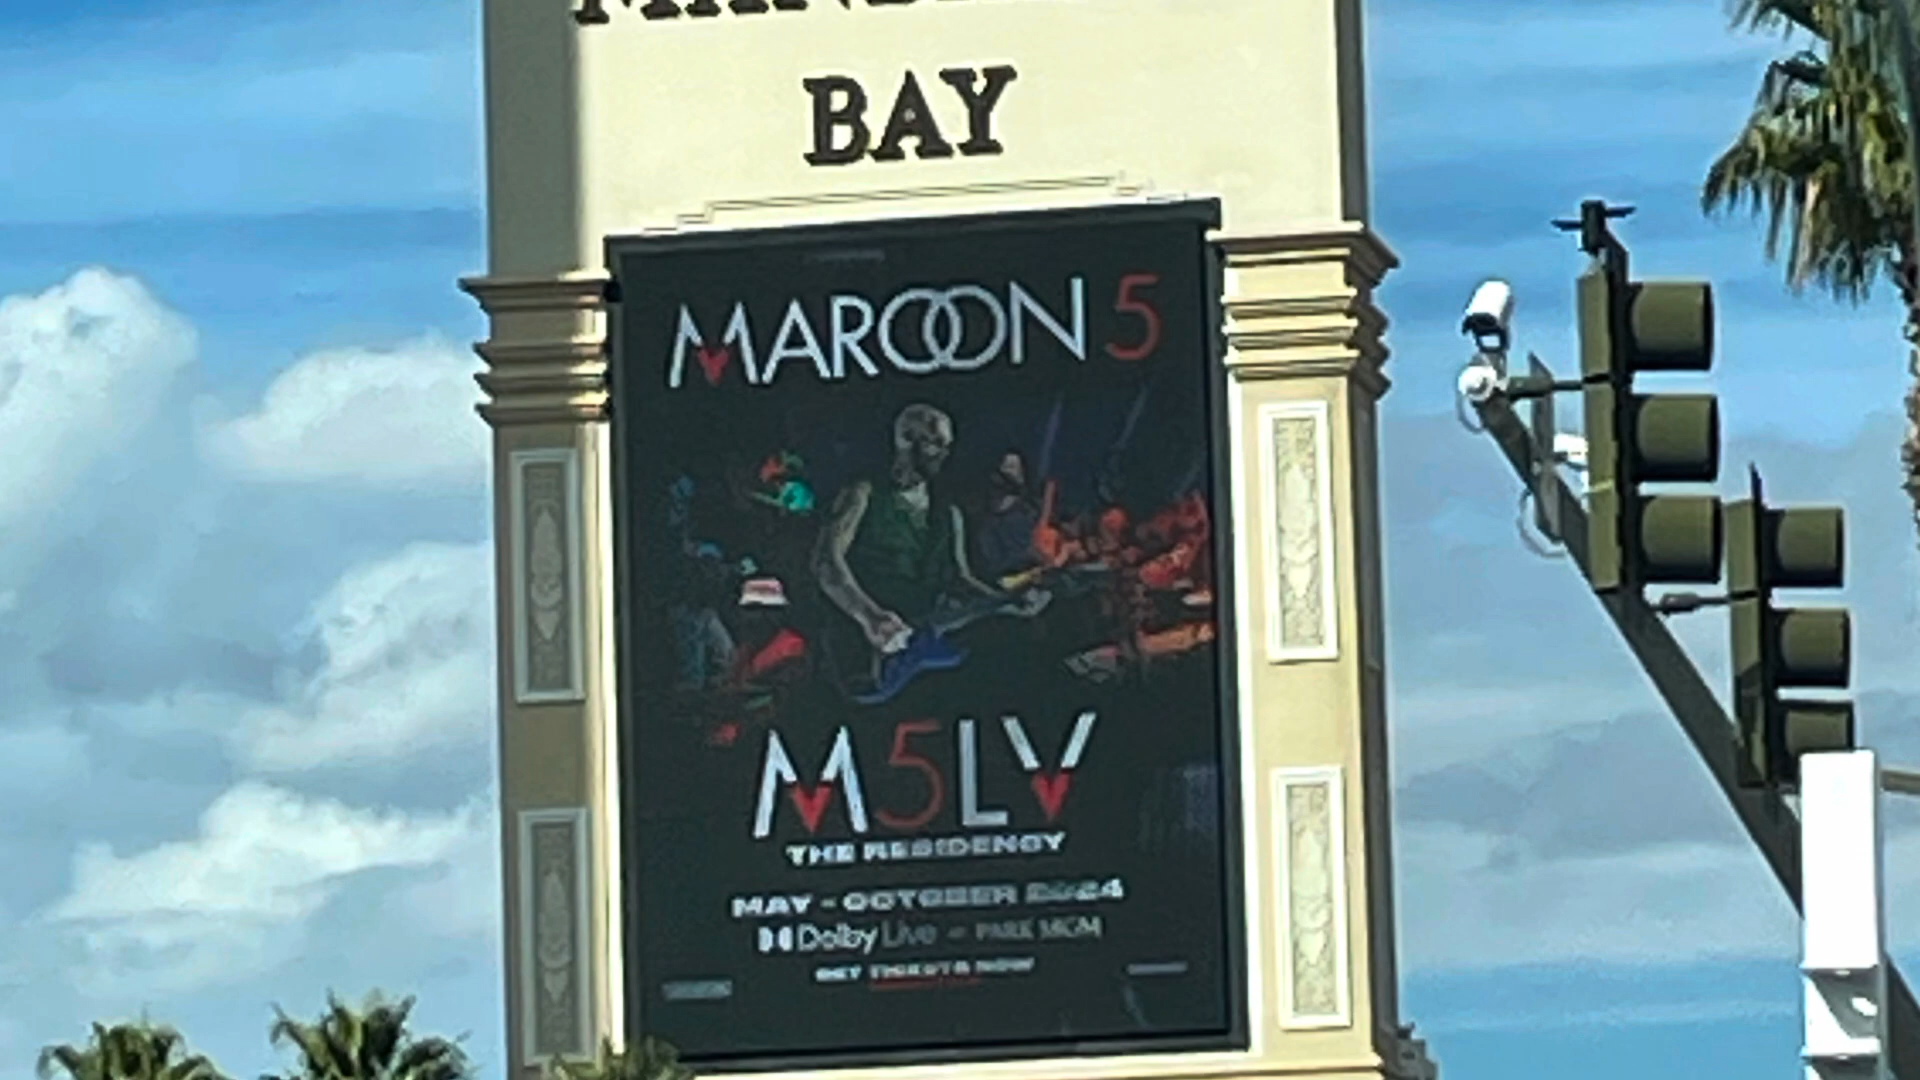 BAY
MAROON 5
M5LV
THE RESIDENCY
MAY - OCTOBER 2024
Dolby Live - PARK MGM
GET TICKETS NOW